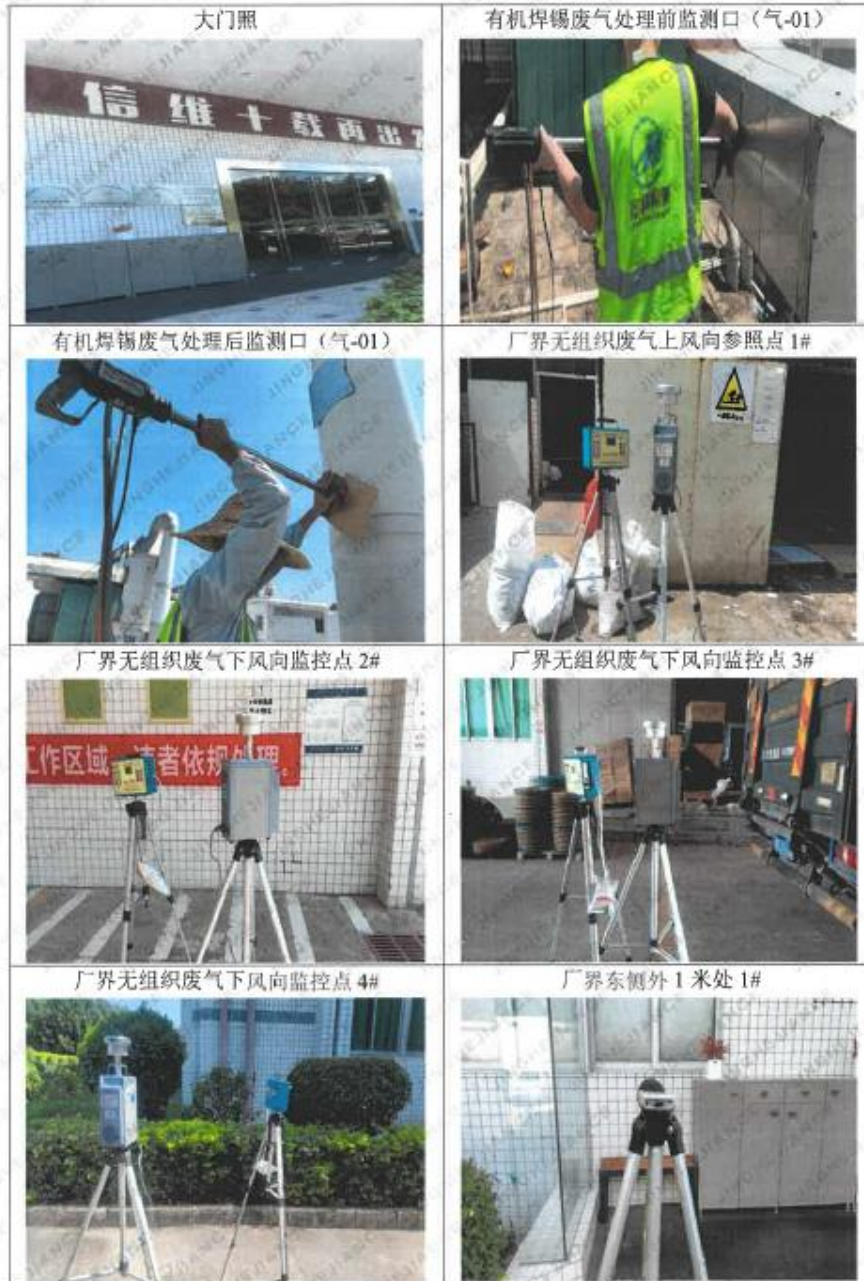 大门照
有机焊锡废气处理前监测口（气-01）
信维十载再出
有机焊锡废气处理后监测口（气-01）
厂界无组织废气上风向参照点 1#
厂界无组织废气下风向监控点 2#
厂界无组织废气下风向监控点 3#
工作区域
者依规处理。
厂界无组织废气下风向监控点 4#
厂界东侧外 1 米处 1#
JINGHEJIANCE